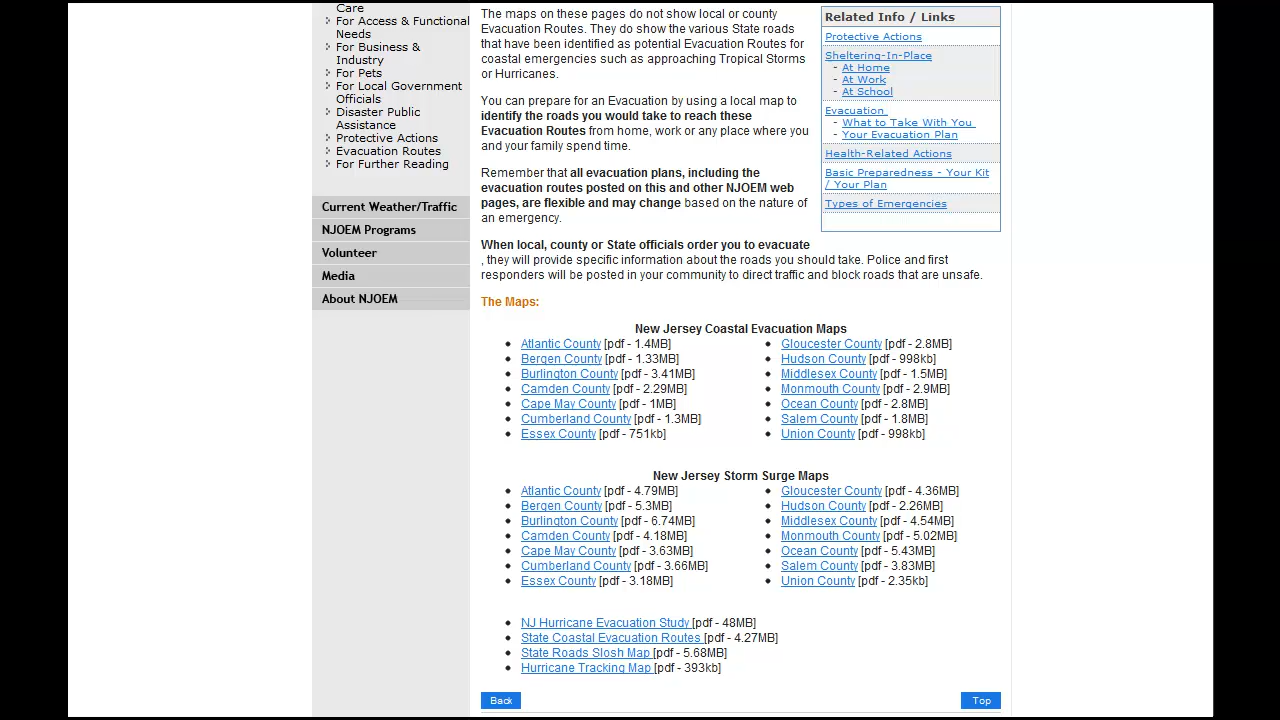 Care
For Access & Functional
Needs
For Business &
Industry
For Pets
For Local Government
Officials
Disaster Public
Assistance
Protective Actions
Evacuation Routes
For Further Reading
Current Weather/Traffic
NJOEM Programs
Volunteer
Media
About NJOEM
The maps on these pages do not show local or county
Evacuation Routes. They do show the various State roads
that have been identified as potential Evacuation Routes for
coastal emergencies such as approaching Tropical Storms
or Hurricanes.
You can prepare for an Evacuation by using a local map to
identify the roads you would take to reach these
Evacuation Routes from home, work or any place where you
and your family spend time.
Remember that all evacuation plans, including the
evacuation routes posted on this and other NJOEM web
pages, are flexible and may change based on the nature of
an emergency.
When local, county or State officials order you to evacuate
, they will provide specific information about the roads you should take. Police and first
responders will be posted in your community to direct traffic and block roads that are unsafe.
Related Info / Links
Protective Actions
Sheltering-In-Place
- At Home
- At Work
- At School
Evacuation
- What to Take With You
- Your Evacuation Plan
Health-Related Actions
Basic Preparedness - Your Kit
/ Your Plan
Types of Emergencies
The Maps:
New Jersey Coastal Evacuation Maps
Atlantic County [pdf - 1.4MB]
Bergen County [pdf - 1.33MB]
Burlington County [pdf - 3.41MB]
Camden County [pdf - 2.29MB]
Cape May County [pdf - 1MB]
Cumberland County [pdf - 1.3MB]
Essex County [pdf - 751kb]
Gloucester County [pdf - 2.8MB]
Hudson County [pdf - 998kb]
Middlesex County [pdf - 1.5MB]
Monmouth County [pdf - 2.9MB]
Ocean County [pdf - 2.8MB]
Salem County [pdf - 1.8MB]
Union County [pdf - 998kb]
New Jersey Storm Surge Maps
Atlantic County [pdf - 4.79MB]
Bergen County [pdf - 5.3MB]
Burlington County [pdf - 6.74MB]
Camden County [pdf - 4.18MB]
Cape May County [pdf - 3.63MB]
Cumberland County [pdf - 3.66MB]
Essex County [pdf - 3.18MB]
Gloucester County [pdf - 4.36MB]
Hudson County [pdf - 2.26MB]
Middlesex County [pdf - 4.54MB]
Monmouth County [pdf - 5.02MB]
Ocean County [pdf - 5.43MB]
Salem County [pdf - 3.83MB]
Union County [pdf - 2.35kb]
NJ Hurricane Evacuation Study [pdf - 48MB]
State Coastal Evacuation Routes [pdf - 4.27MB]
State Roads Slosh Map [pdf - 5.68MB]
Hurricane Tracking Map [pdf - 393kb]
Back
Top